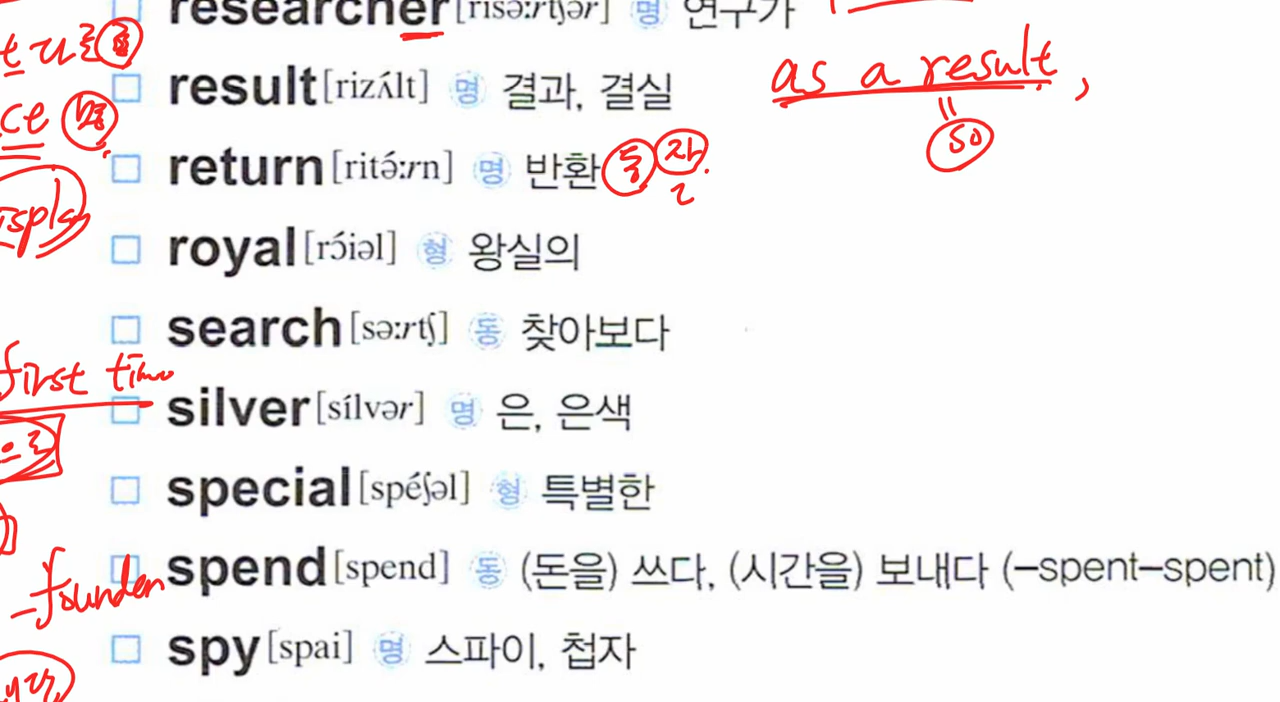 researcher[risə́ːrtʃər] 명 연구가
as a result,
result[rizʌ́lt] 명 결과, 결실
so
ce 명
return[ritə́ːrn] 명 반환 동 자
royal[rɔ́iəl] 형 왕실의
search[səːrtʃ] 동 찾아보다
first time
silver[sílvər] 명 은, 은색
special[spéʃəl] 형 특별한
spend[spend] 동 (돈을) 쓰다, (시간을) 보내다 (–spent–spent)
founder
spy[spai] 명 스파이, 첩자